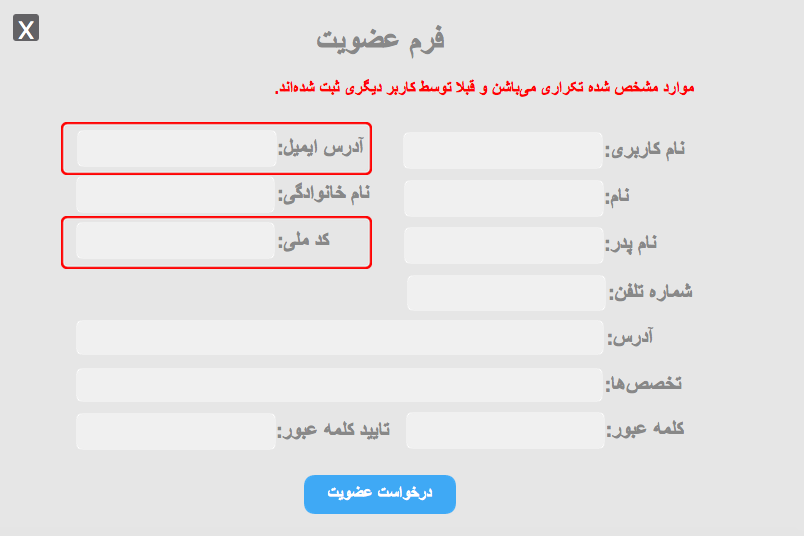 X
فرم عضویت
موارد مشخص شده تکراری می‌باشن و قبلا توسط کاربر دیگری ثبت شده‌اند.
نام کاربری: آدرس ایمیل:
نام: نام خانوادگی:
نام پدر: کد ملی:
شماره تلفن:
آدرس:
تخصص‌ها:
کلمه عبور: تایید کلمه عبور:
درخواست عضویت